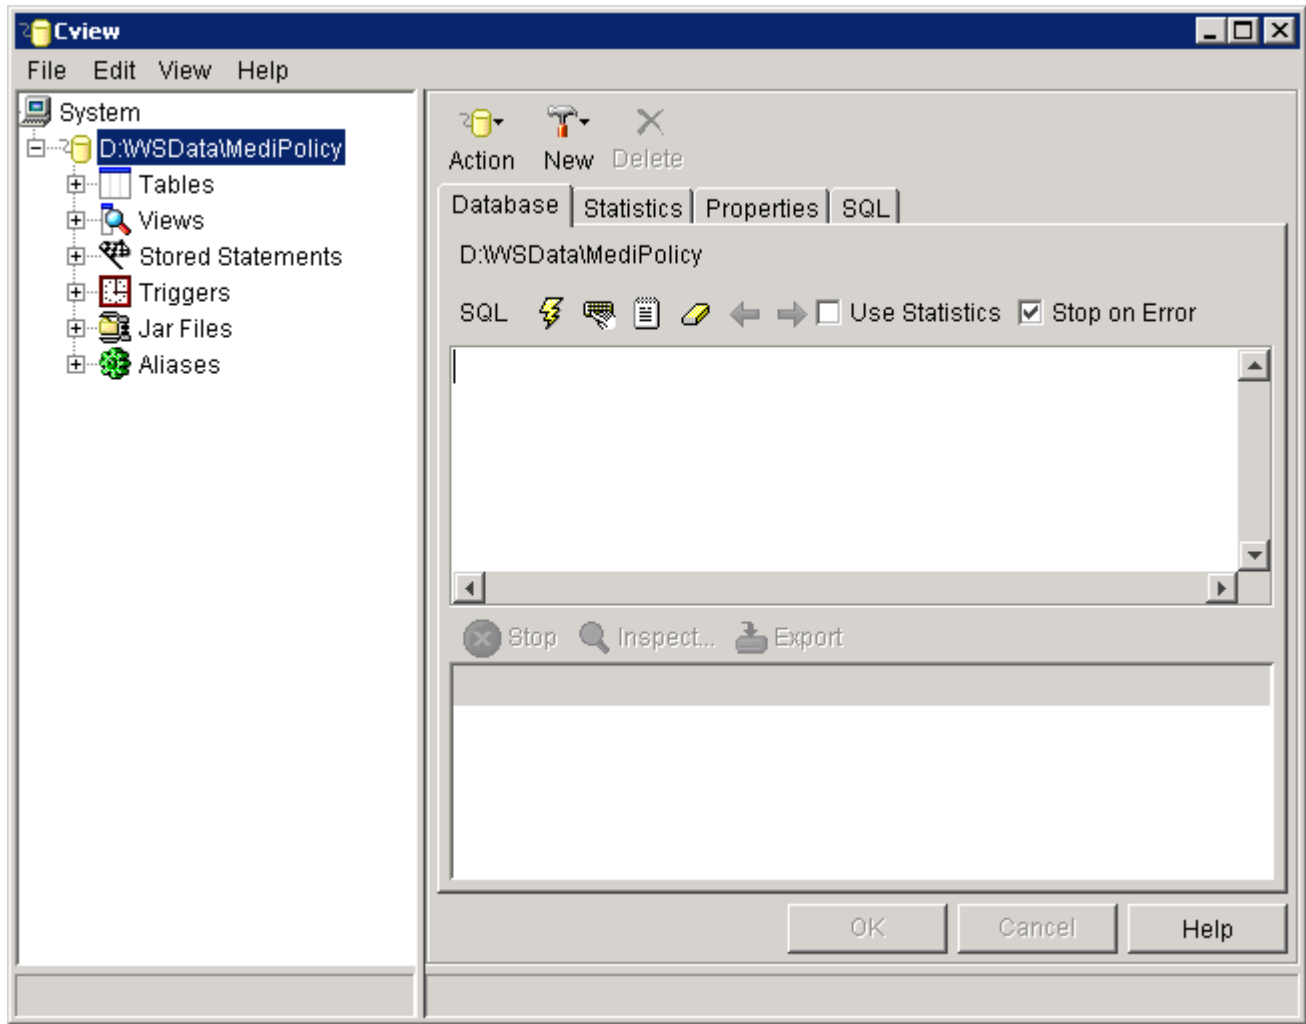 Cview
File Edit View Help
System
D:\WSData\MediPolicy
Tables
Views
Stored Statements
Triggers
Jar Files
Aliases
Action New Delete
Database Statistics Properties SQL
D:\WSData\MediPolicy
SQL Use Statistics Stop on Error
Stop Inspect... Export
OK Cancel Help